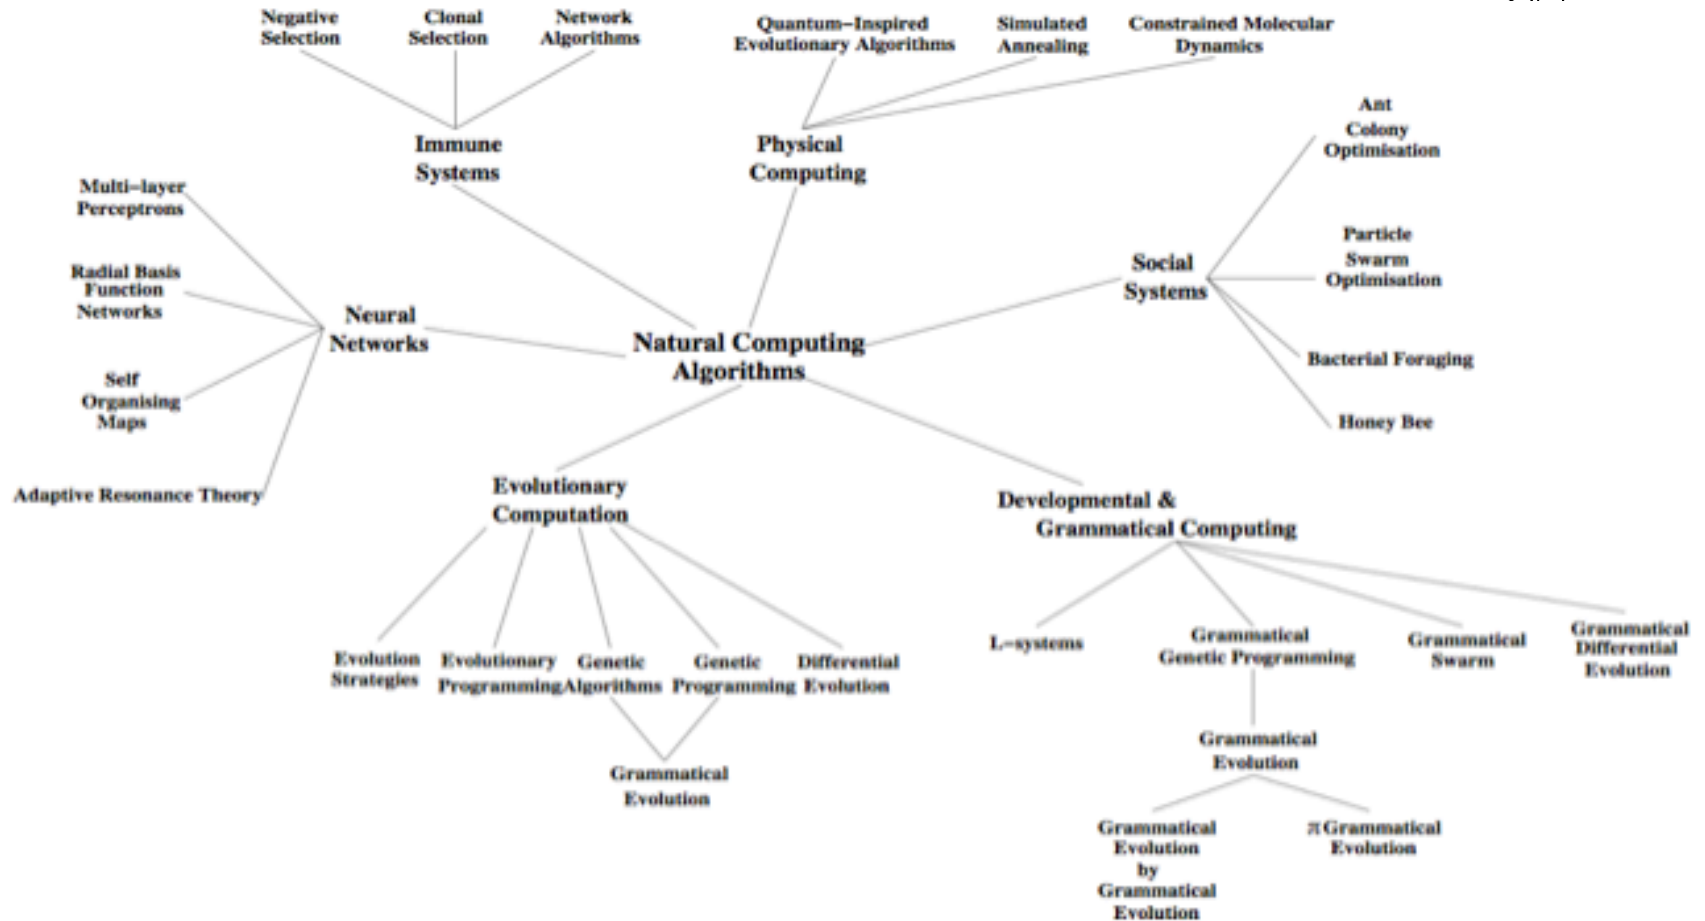 Negative
Selection
Clonal
Selection
Network
Algorithms
Quantum–Inspired
Evolutionary Algorithms
Simulated
Annealing
Constrained Molecular
Dynamics
Immune
Systems
Physical
Computing
Ant
Colony
Optimisation
Multi–layer
Perceptrons
Particle
Swarm
Optimisation
Social
Systems
Radial Basis
Function
Networks
Neural
Networks
Natural Computing
Algorithms
Bacterial Foraging
Self
Organising
Maps
Honey Bee
Adaptive Resonance Theory
Evolutionary
Computation
Developmental &
Grammatical Computing
Evolution
Strategies
Evolutionary
Programming
Genetic
Algorithms
Genetic
Programming
Differential
Evolution
L–systems
Grammatical
Genetic Programming
Grammatical
Swarm
Grammatical
Differential
Evolution
Grammatical
Evolution
Grammatical
Evolution
Grammatical
Evolution
by
Grammatical
Evolution
π Grammatical
Evolution